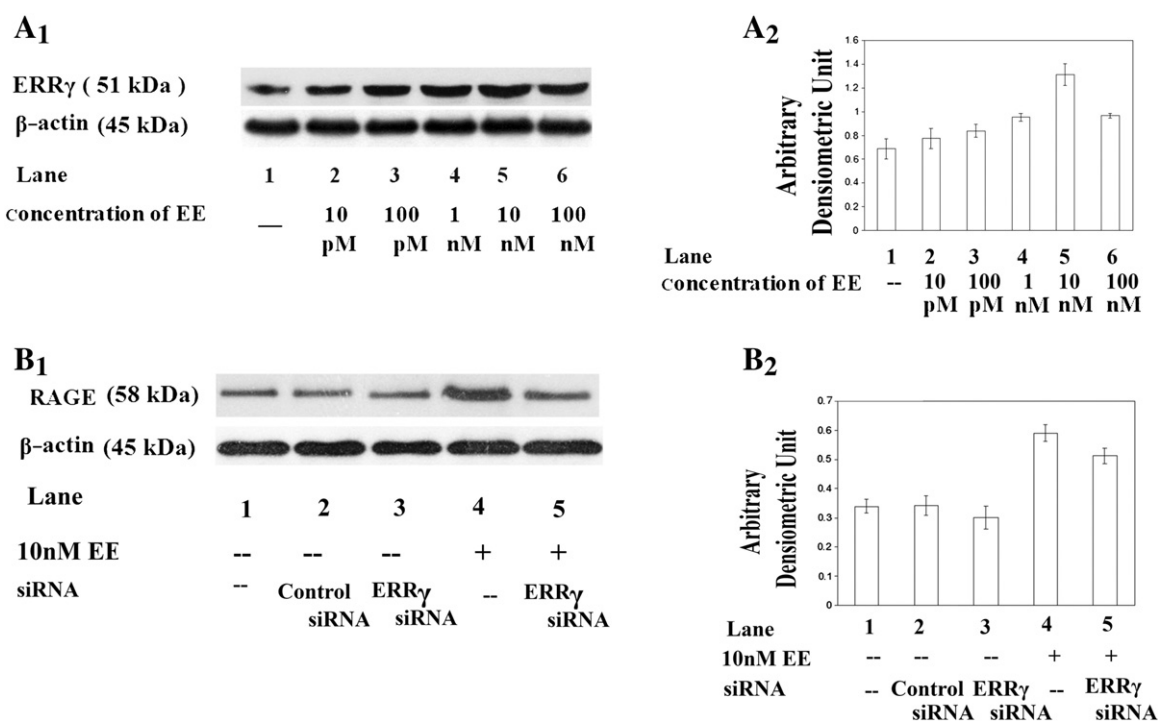 A1
ERRγ ( 51 kDa )
β-actin (45 kDa)
Lane 1 2 3 4 5 6
concentration of EE — 10 100 1 10 100
pM pM nM nM nM
A2
Arbitrary
Densiometric Unit
1.6
1.4
1.2
1
0.8
0.6
0.4
0.2
0
Lane 1 2 3 4 5 6
concentration of EE -- 10 100 1 10 100
pM pM nM nM nM
B1
RAGE (58 kDa)
β-actin (45 kDa)
Lane 1 2 3 4 5
10nM EE -- -- -- + +
siRNA -- Control ERRγ -- ERRγ
siRNA siRNA siRNA
B2
Arbitrary
Densiometric Unit
0.7
0.6
0.5
0.4
0.3
0.2
0.1
0
Lane 1 2 3 4 5
10nM EE -- -- -- + +
siRNA -- Control ERRγ -- ERRγ
siRNA siRNA siRNA